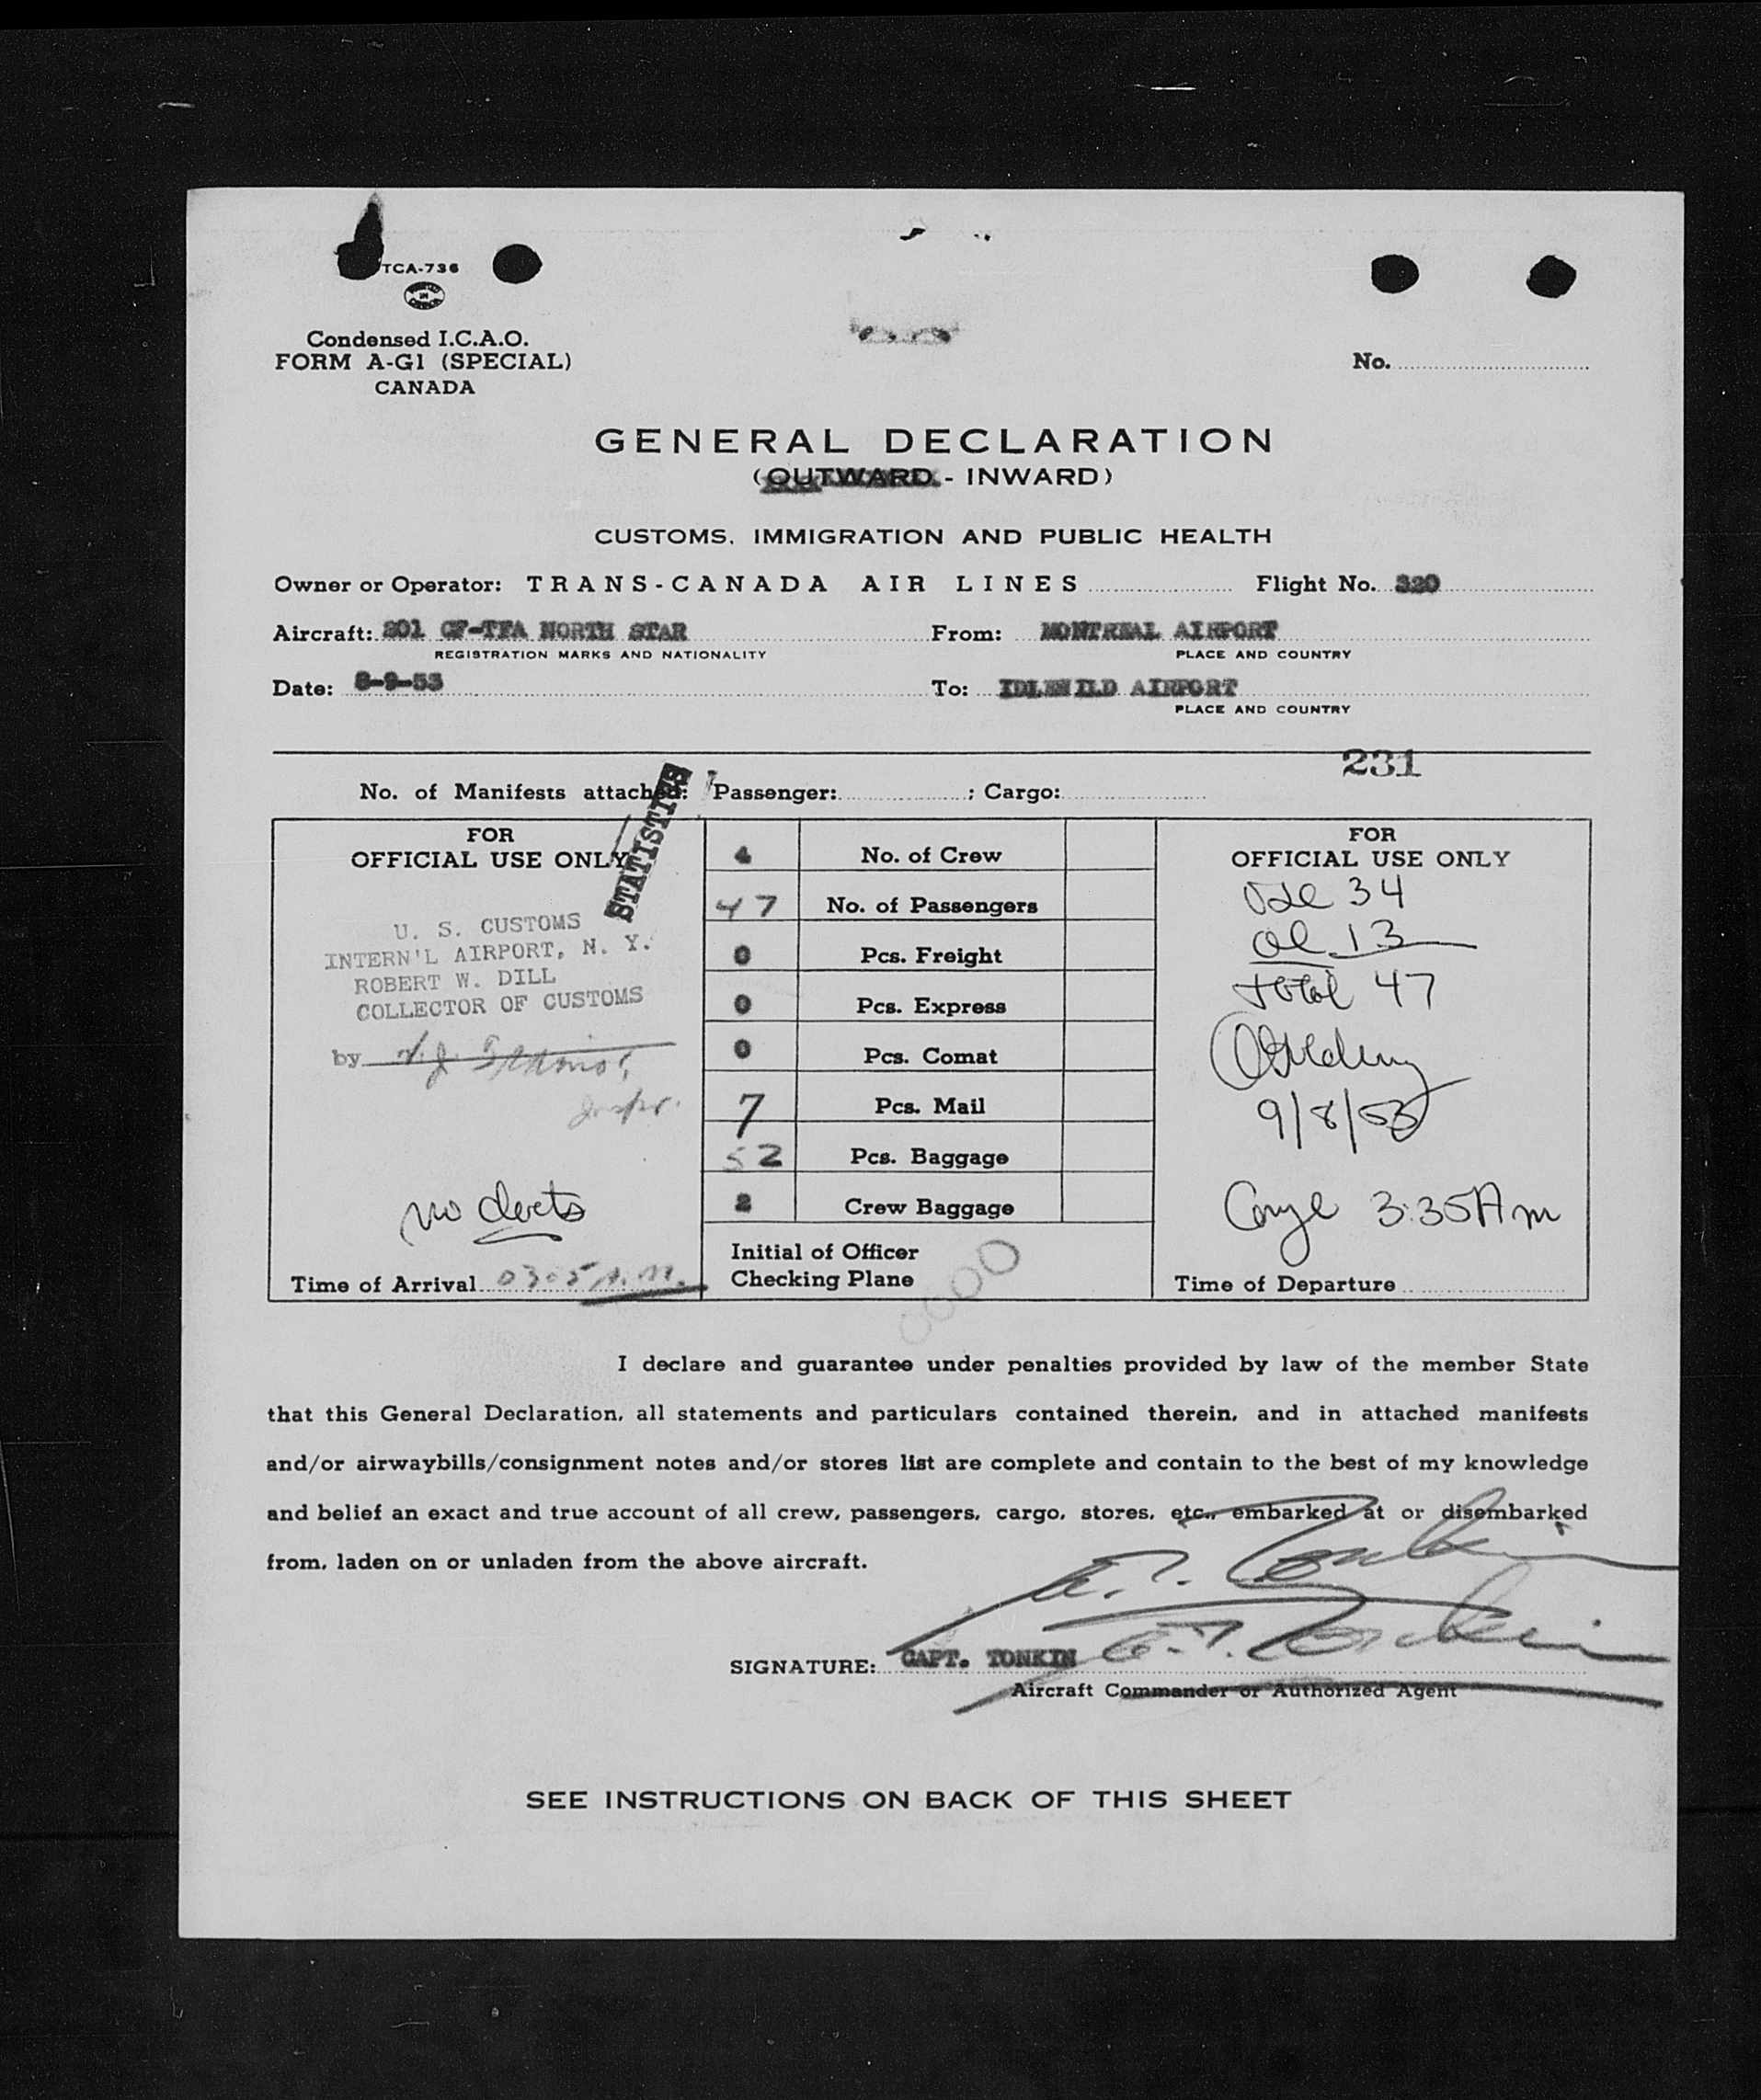 TCA-736
Condensed I.C.A.O.
FORM A-G1 (SPECIAL)
CANADA
No.
GENERAL DECLARATION
(OUTWARD - INWARD)
CUSTOMS, IMMIGRATION AND PUBLIC HEALTH
Owner or Operator: TRANS-CANADA AIR LINES Flight No. 320
Aircraft: 201 CF-TFA NORTH STAR From: MONTREAL AIRPORT
REGISTRATION MARKS AND NATIONALITY PLACE AND COUNTRY
Date: 8-9-53 To: IDLEWILD AIRPORT
PLACE AND COUNTRY
231
No. of Manifests attached: Passenger: ; Cargo:
STATISTICS
FOR
OFFICIAL USE ONLY
U. S. CUSTOMS
INTERN'L AIRPORT, N. Y.
ROBERT W. DILL
COLLECTOR OF CUSTOMS
by
Inspr.
no
Time of Arrival 0305 A.M.
4 No. of Crew
47 No. of Passengers
0 Pcs. Freight
0 Pcs. Express
0 Pcs. Comat
7 Pcs. Mail
52 Pcs. Baggage
2 Crew Baggage
Initial of Officer
Checking Plane
FOR
OFFICIAL USE ONLY
34
13
total 47
9/8/53
3:35 Am
Time of Departure
I declare and guarantee under penalties provided by law of the member State
that this General Declaration, all statements and particulars contained therein, and in attached manifests
and/or airwaybills/consignment notes and/or stores list are complete and contain to the best of my knowledge
and belief an exact and true account of all crew, passengers, cargo, stores, etc., embarked at or disembarked
from, laden on or unladen from the above aircraft.
SIGNATURE: CAPT. TONKIN
Aircraft Commander or Authorized Agent
SEE INSTRUCTIONS ON BACK OF THIS SHEET